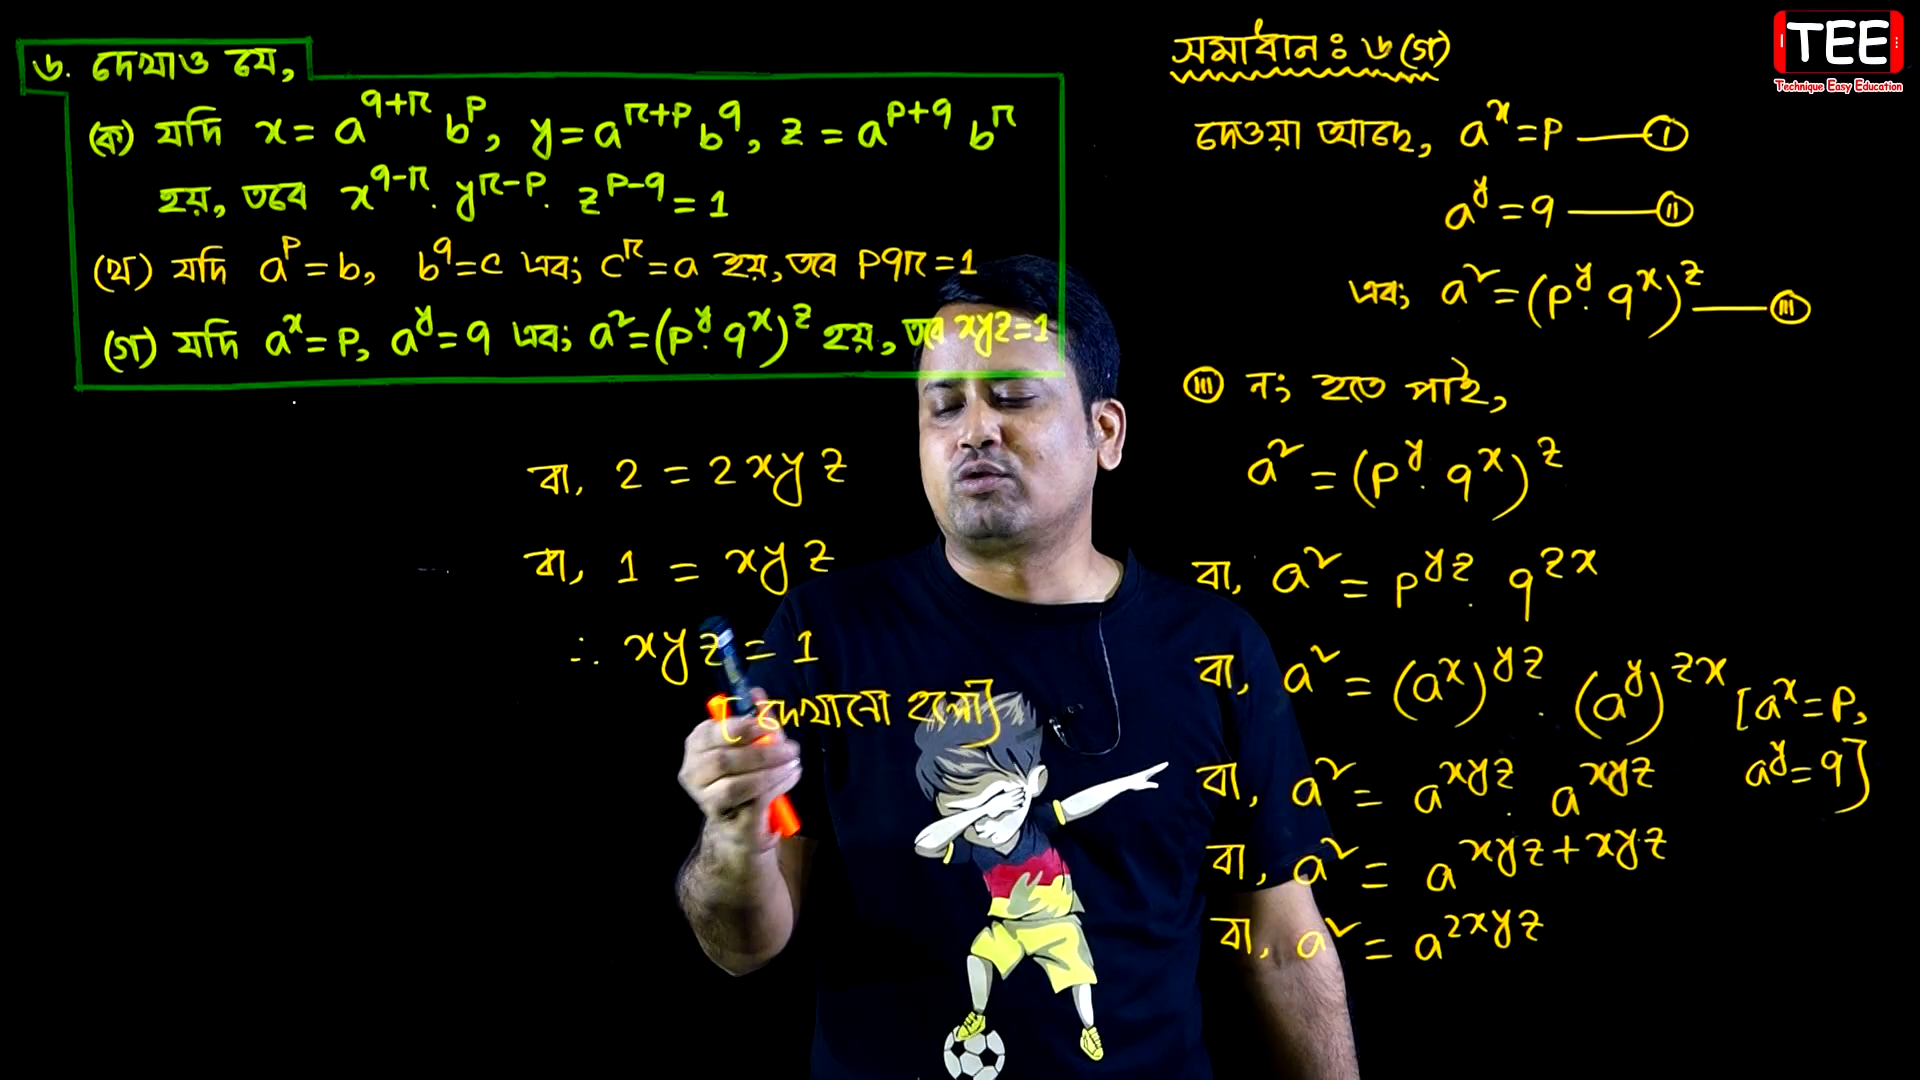 ৬. দেখাও যে,
(ক) যদি x = a^{q+r} b^p, y = a^{r+p} b^q, z = a^{p+q} b^r
হয়, তবে x^{q-r}. y^{r-p}. z^{p-q} = 1
(খ) যদি a^p = b, b^q = c এবং c^r = a হয়, তবে pqr = 1
(গ) যদি a^x = p, a^y = q এবং a^2 = (p^y. q^x)^z হয়, তবে xyz = 1
সমাধান : ৬(গ)
দেওয়া আছে, a^x = p — (I)
a^y = q — (II)
এবং a^2 = (p^y. q^x)^z — (III)
(III) নং হতে পাই,
a^2 = (p^y. q^x)^z
বা, a^2 = p^{yz}. q^{zx}
বা, a^2 = (a^x)^{yz}. (a^y)^{zx} [a^x = p,
a^y = q]
বা, a^2 = a^{xyz}. a^{xyz}
বা, a^2 = a^{xyz+xyz}
বা, a^2 = a^{2xyz}
বা, 2 = 2xyz
বা, 1 = xyz
∴ xyz = 1
[দেখানো হলো]
TEE
Technique Easy Education